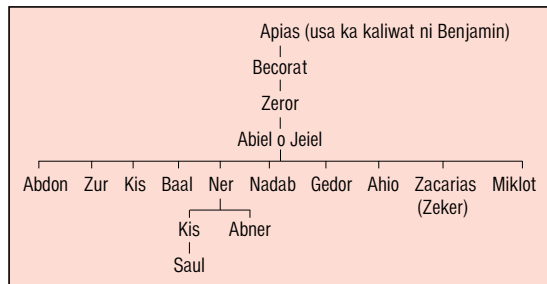 Apias (usa ka kaliwat ni Benjamin)
Becorat
Zeror
Abiel o Jeiel
Abdon Zur Kis Baal Ner Nadab Gedor Ahio Zacarias Miklot
(Zeker)
Kis Abner
Saul